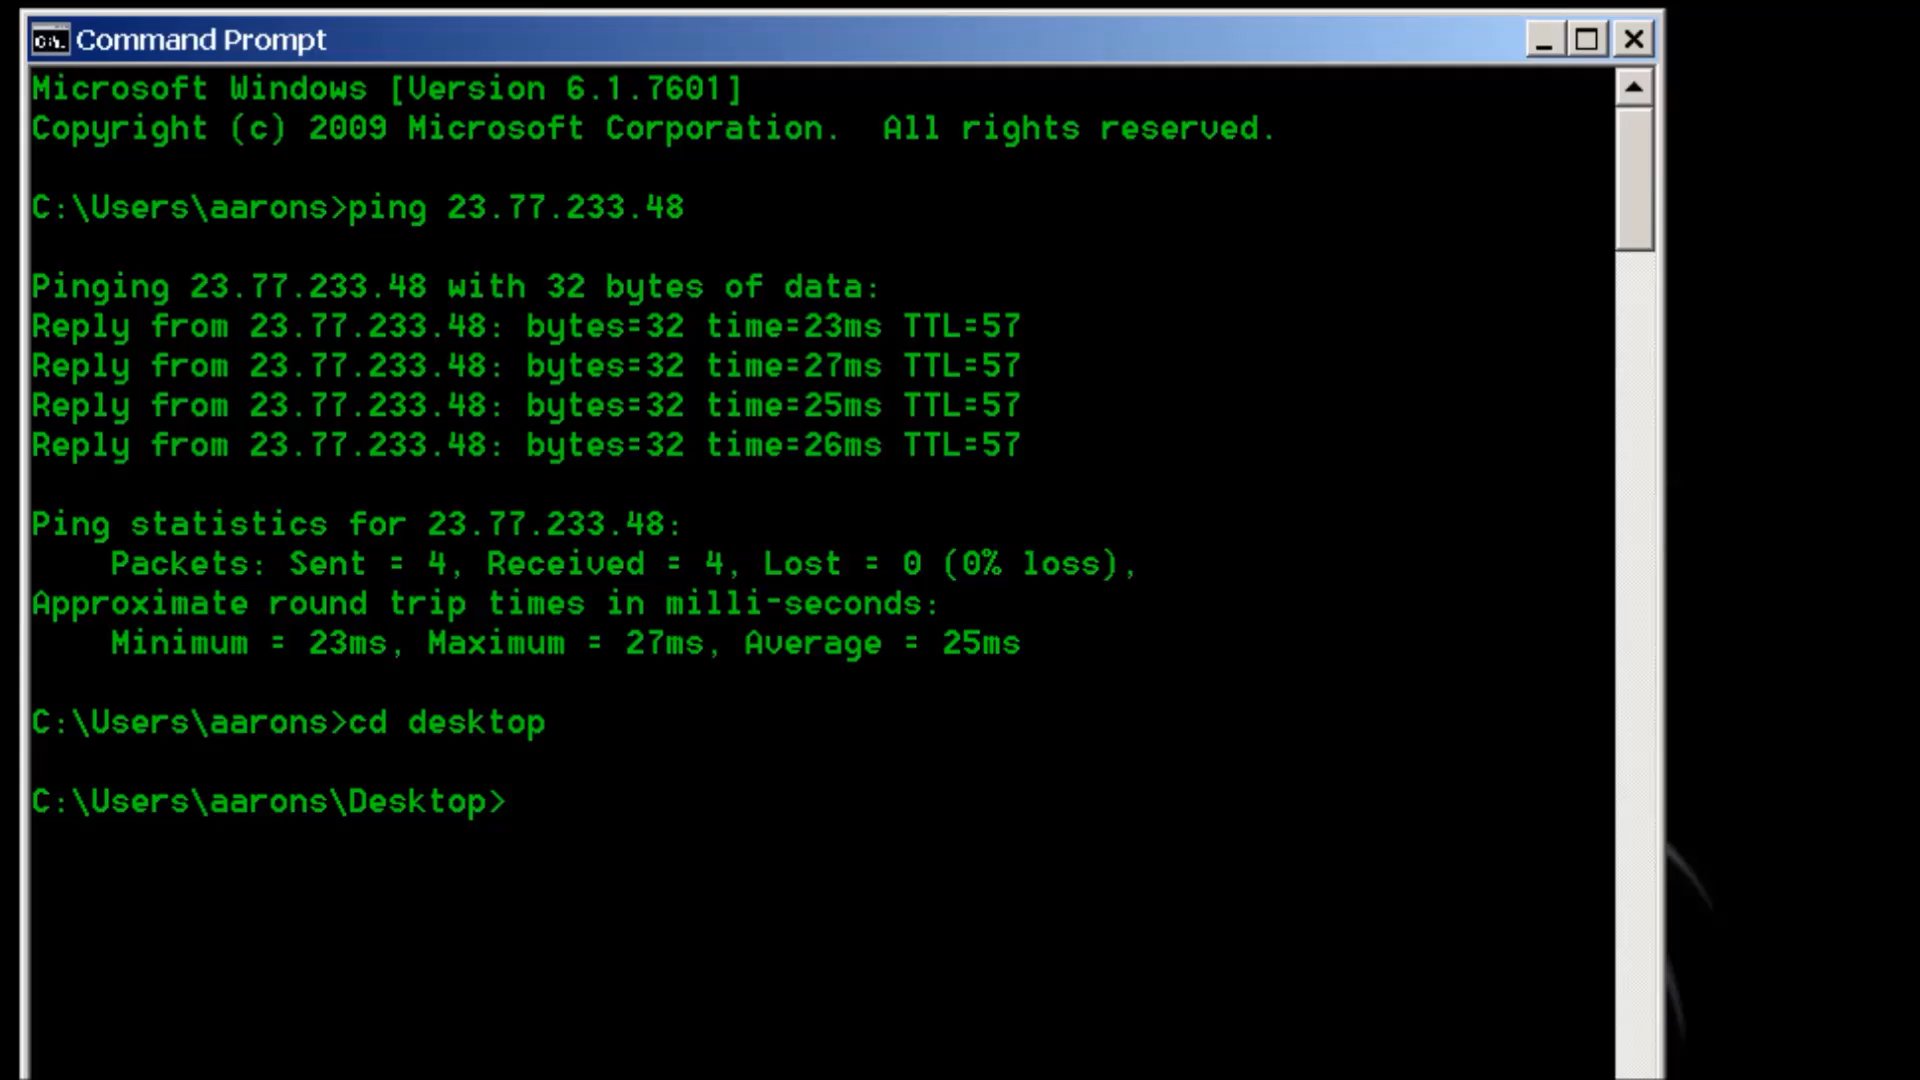 Command Prompt
Microsoft Windows [Version 6.1.7601]
Copyright (c) 2009 Microsoft Corporation.  All rights reserved.
C:\Users\aarons>ping 23.77.233.48
Pinging 23.77.233.48 with 32 bytes of data:
Reply from 23.77.233.48: bytes=32 time=23ms TTL=57
Reply from 23.77.233.48: bytes=32 time=27ms TTL=57
Reply from 23.77.233.48: bytes=32 time=25ms TTL=57
Reply from 23.77.233.48: bytes=32 time=26ms TTL=57
Ping statistics for 23.77.233.48:
    Packets: Sent = 4, Received = 4, Lost = 0 (0% loss),
Approximate round trip times in milli-seconds:
    Minimum = 23ms, Maximum = 27ms, Average = 25ms
C:\Users\aarons>cd desktop
C:\Users\aarons\Desktop>